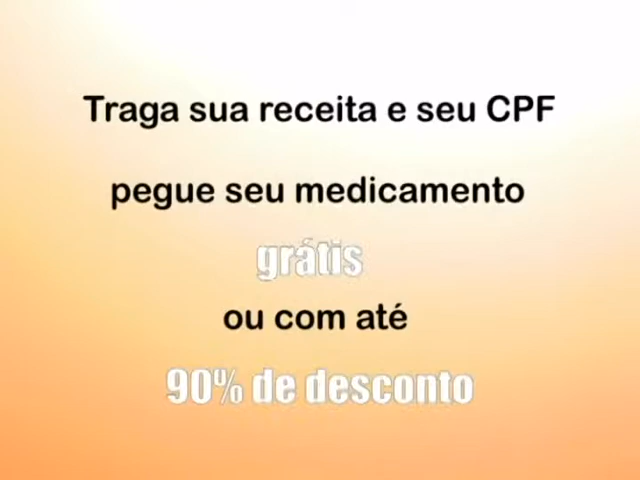 Traga sua receita e seu CPF
pegue seu medicamento
grátis
ou com até
90% de desconto